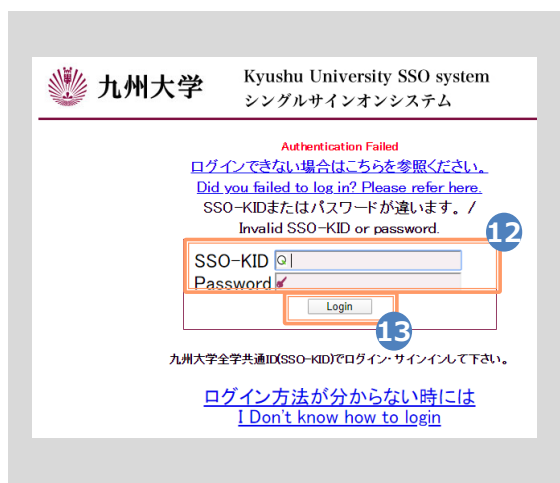 九州大学
Kyushu University SSO system
シングルサインオンシステム
Authentication Failed
ログインできない場合はこちらを参照ください。
Did you failed to log in? Please refer here.
SSO-KIDまたはパスワードが違います。/
Invalid SSO-KID or password.
12
SSO-KID
Password
Login
13
九州大学全学共通ID(SSO-KID)でログイン・サインインして下さい。
ログイン方法が分からない時には
I Don't know how to login